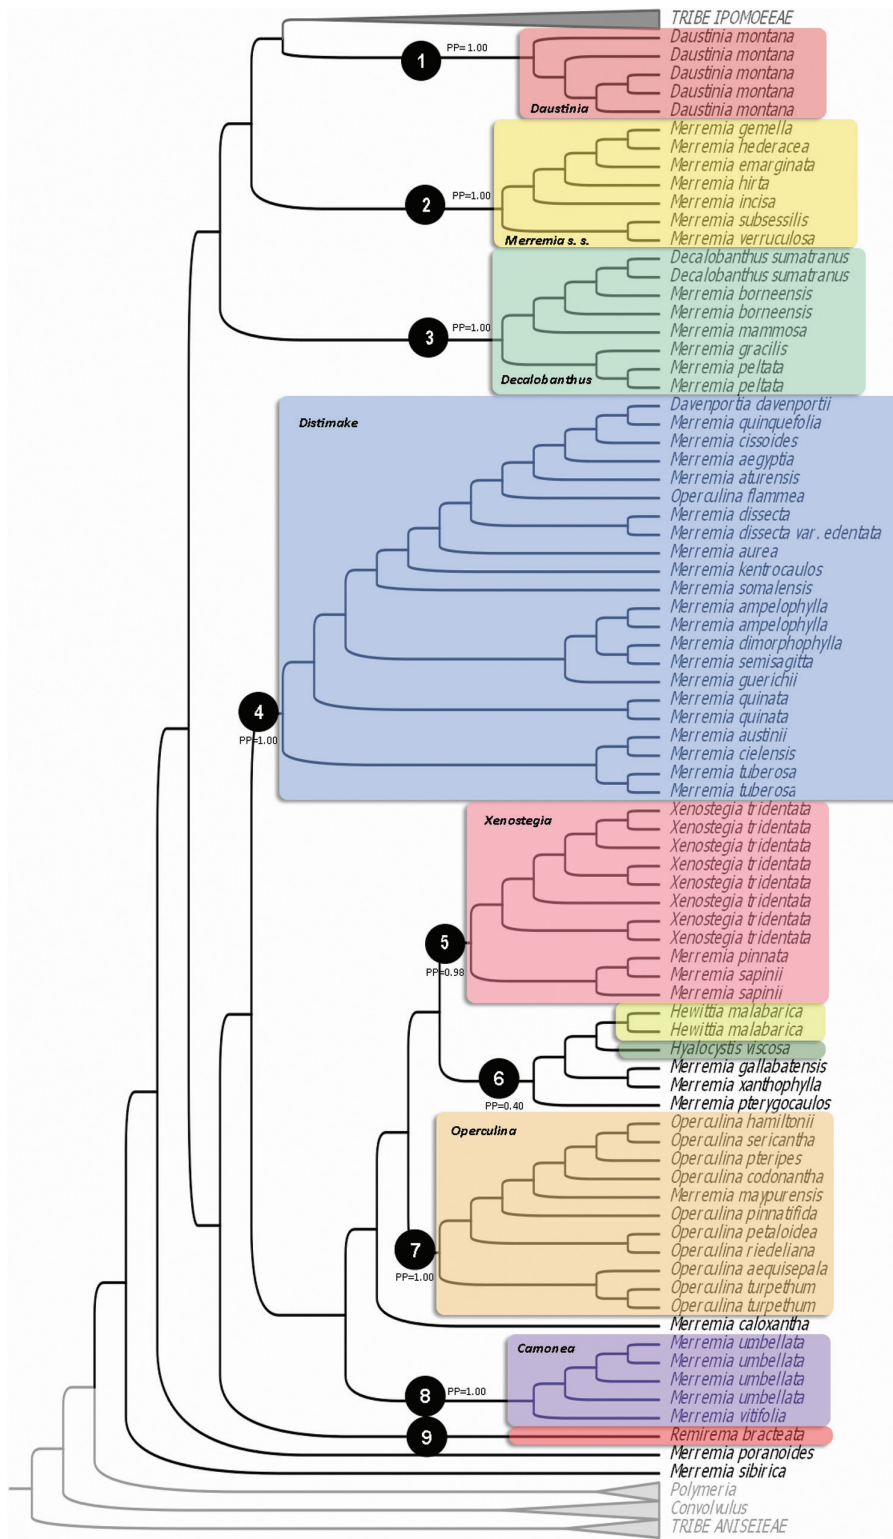 TRIBE IPOMOEEAE
Daustinia montana
1 PP=1.00
Daustinia montana
Daustinia montana
Daustinia montana
Daustinia montana
Daustinia
Merremia gemella
Merremia hederacea
Merremia emarginata
Merremia hirta
2 PP=1.00
Merremia incisa
Merremia subsessilis
Merremia verruculosa
Merremia s. s.
Decalobanthus sumatranus
Decalobanthus sumatranus
Merremia borneensis
Merremia borneensis
3 PP=1.00
Merremia mammosa
Merremia gracilis
Merremia peltata
Decalobanthus
Merremia peltata
Davenportia davenportii
Distimake
Merremia quinquefolia
Merremia cissoides
Merremia aegyptia
Merremia aturensis
Operculina flammea
Merremia dissecta
Merremia dissecta var. edentata
Merremia aurea
Merremia kentrocaulos
Merremia somalensis
Merremia ampelophylla
Merremia ampelophylla
Merremia dimorphophylla
Merremia semisagitta
Merremia guerichii
Merremia quinata
4
Merremia quinata
PP=1.00
Merremia austinii
Merremia cielensis
Merremia tuberosa
Merremia tuberosa
Xenostegia tridentata
Xenostegia
Xenostegia tridentata
Xenostegia tridentata
Xenostegia tridentata
Xenostegia tridentata
Xenostegia tridentata
Xenostegia tridentata
5
Xenostegia tridentata
Merremia pinnata
PP=0.98
Merremia sapinii
Merremia sapinii
Hewittia malabarica
Hewittia malabarica
Hyalocystis viscosa
Merremia gallabatensis
6
Merremia xanthophylla
PP=0.40
Merremia pterygocaulos
Operculina hamiltonii
Operculina
Operculina sericantha
Operculina pteripes
Operculina codonantha
Merremia maypurensis
Operculina pinnatifida
Operculina petaloidea
7
Operculina riedeliana
PP=1.00
Operculina aequisepala
Operculina turpethum
Operculina turpethum
Merremia caloxantha
Merremia umbellata
Camonea
Merremia umbellata
Merremia umbellata
8 PP=1.00
Merremia umbellata
Merremia vitifolia
9
Remirema bracteata
Merremia poranoides
Merremia sibirica
Polymeria
Convolvulus
TRIBE ANISEIEAE